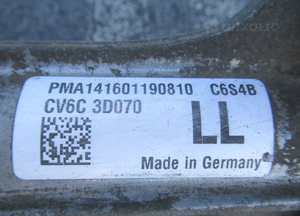 PMA141601190810 C6S4B
CV6C 3D070
LL
Made in Germany